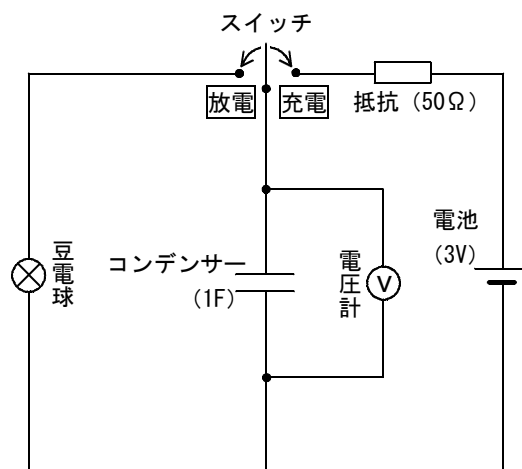 スイッチ
放電
充電
抵抗（50Ω）
豆電球
コンデンサー
（1F）
電圧計
V
電池
（3V）